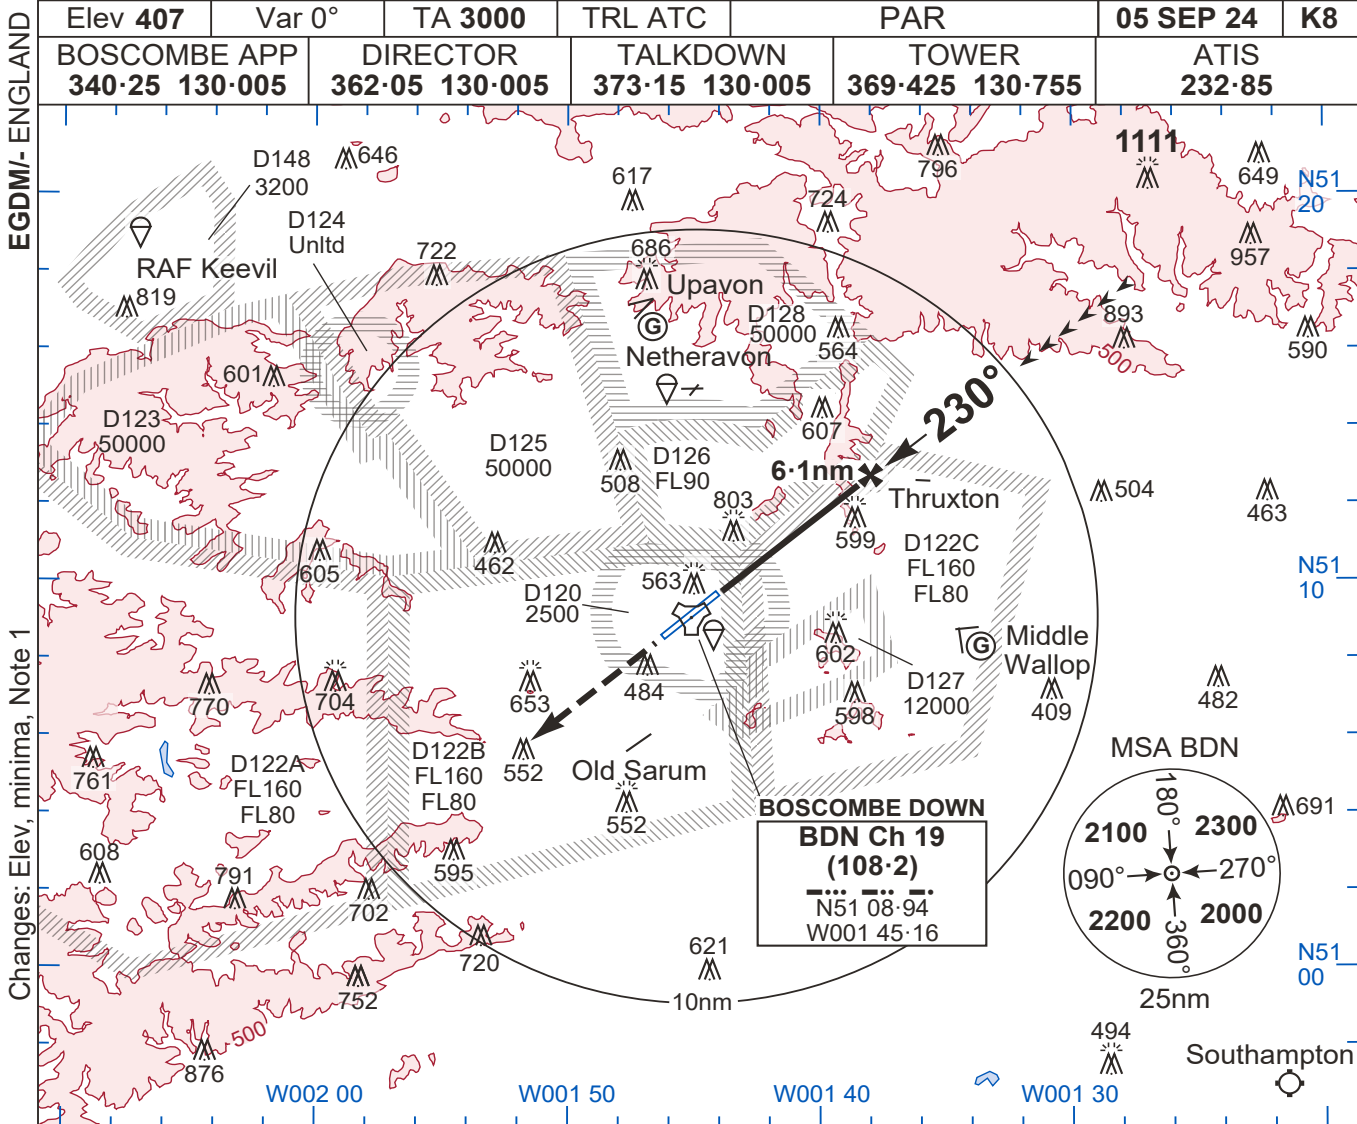 Elev 407
Var 0°
TA 3000
TRL ATC
PAR
05 SEP 24
K8
BOSCOMBE APP
340·25 130·005
DIRECTOR
362·05 130·005
TALKDOWN
373·15 130·005
TOWER
369·425 130·755
ATIS
232·85
EGDM/- ENGLAND
Changes: Elev, minima, Note 1
D148
3200
646
617
796
1111
649
N51
20
D124
Unltd
724
957
722
686
RAF Keevil
819
Upavon
G
Netheravon
D128
50000
564
893
500
590
601
230°
D123
50000
D125
50000
607
508
D126
FL90
6·1nm
Thruxton
504
463
803
599
462
605
563
D122C
FL160
FL80
N51
10
D120
2500
602
G
Middle
Wallop
484
D127
12000
409
482
770
704
653
598
761
D122A
FL160
FL80
D122B
FL160
FL80
552
Old Sarum
552
MSA BDN
180°
2100
2300
090°
270°
2200
2000
360°
25nm
691
BOSCOMBE DOWN
BDN Ch 19
(108·2)
N51 08·94
W001 45·16
608
791
595
702
720
621
752
10nm
N51
00
500
876
494
Southampton
W002 00
W001 50
W001 40
W001 30